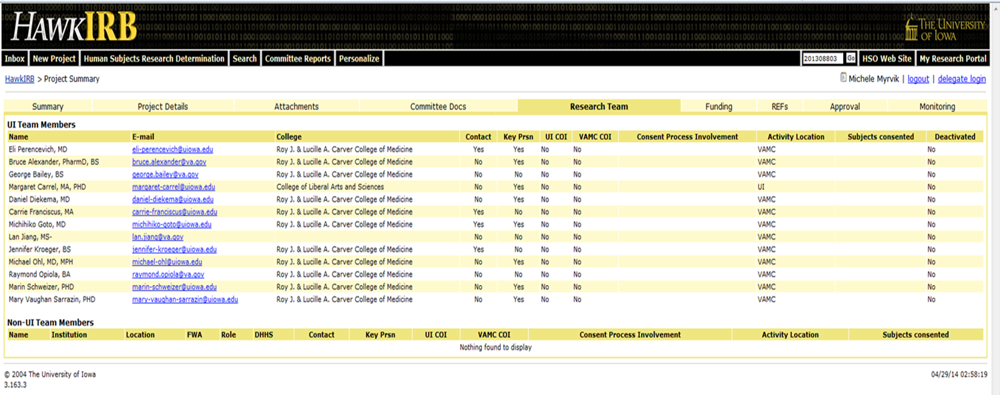 HAWKIRB
THE UNIVERSITY OF IOWA
Inbox New Project Human Subjects Research Determination Search Committee Reports Personalize 201308803 Go HSO Web Site My Research Portal
HawkIRB > Project Summary Michele Myrvik | logout | delegate login
Summary Project Details Attachments Committee Docs Research Team Funding REFs Approval Monitoring
UI Team Members
Name E-mail College Contact Key Prsn UI COI VAMC COI Consent Process Involvement Activity Location Subjects consented Deactivated
Eli Perencevich, MD eli-perencevich@uiowa.edu Roy J. & Lucille A. Carver College of Medicine Yes Yes No No VAMC No
Bruce Alexander, PharmD, BS bruce.alexander@va.gov Roy J. & Lucille A. Carver College of Medicine No Yes No No VAMC No
George Bailey, BS george.bailey@va.gov Roy J. & Lucille A. Carver College of Medicine No No No No VAMC No
Margaret Carrel, MA, PHD margaret-carrel@uiowa.edu College of Liberal Arts and Sciences No Yes No No UI No
Daniel Diekema, MD daniel-diekema@uiowa.edu Roy J. & Lucille A. Carver College of Medicine No Yes No No VAMC No
Carrie Franciscus, MA carrie-franciscus@uiowa.edu Roy J. & Lucille A. Carver College of Medicine Yes No No No VAMC No
Michihiko Goto, MD michihiko-goto@uiowa.edu Roy J. & Lucille A. Carver College of Medicine Yes Yes No No VAMC No
Lan Jiang, MS- lan.jiang@va.gov No No No No VAMC No
Jennifer Kroeger, BS jennifer-kroeger@uiowa.edu Roy J. & Lucille A. Carver College of Medicine Yes No No No VAMC No
Michael Ohl, MD, MPH michael-ohl@uiowa.edu Roy J. & Lucille A. Carver College of Medicine No Yes No No VAMC No
Raymond Opiola, BA raymond.opiola@va.gov Roy J. & Lucille A. Carver College of Medicine No No No No VAMC No
Marin Schweizer, PHD marin-schweizer@uiowa.edu Roy J. & Lucille A. Carver College of Medicine No Yes No No VAMC No
Mary Vaughan Sarrazin, PHD mary-vaughan-sarrazin@uiowa.edu Roy J. & Lucille A. Carver College of Medicine No Yes No No VAMC No
Non-UI Team Members
Name Institution Location FWA Role DHHS Contact Key Prsn UI COI VAMC COI Consent Process Involvement Activity Location Subjects consented
Nothing found to display
© 2004 The University of Iowa 04/29/14 02:58:19
3.163.3